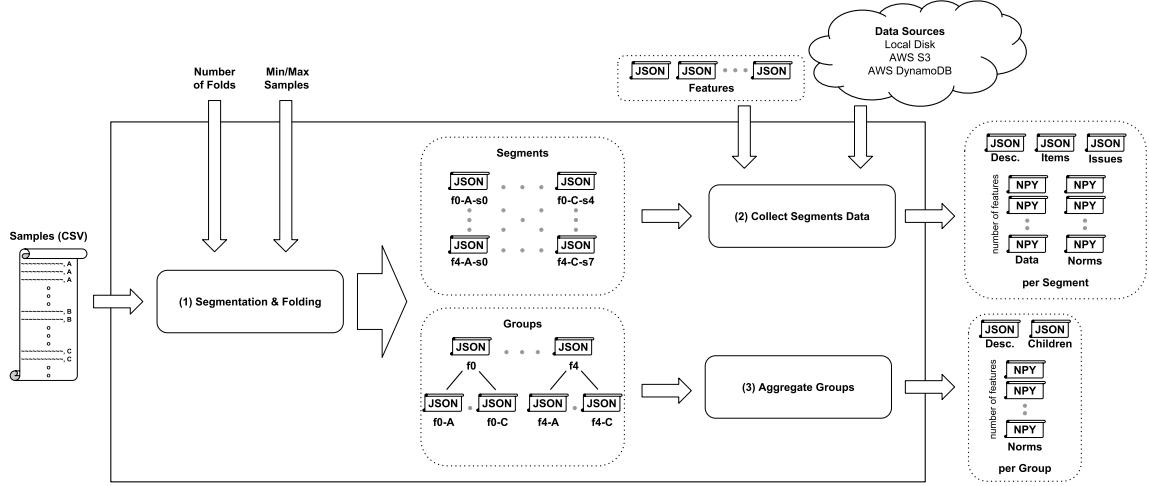 Data Sources
Local Disk
AWS S3
AWS DynamoDB
Number
of Folds
Min/Max
Samples
JSON JSON JSON
Features
Segments
JSON JSON
f0-A-s0 f0-C-s4
JSON JSON
f4-A-s0 f4-C-s7
(2) Collect Segments Data
JSON JSON JSON
Desc. Items Issues
number of features
NPY NPY
NPY NPY
NPY NPY
Data Norms
per Segment
Samples (CSV)
, A
, A
, A
, B
, B
, C
, C
(1) Segmentation & Folding
Groups
JSON JSON
f0 f4
JSON JSON JSON JSON
f0-A f0-C f4-A f4-C
(3) Aggregate Groups
JSON JSON
Desc. Children
number of features
NPY
NPY
NPY
Norms
per Group